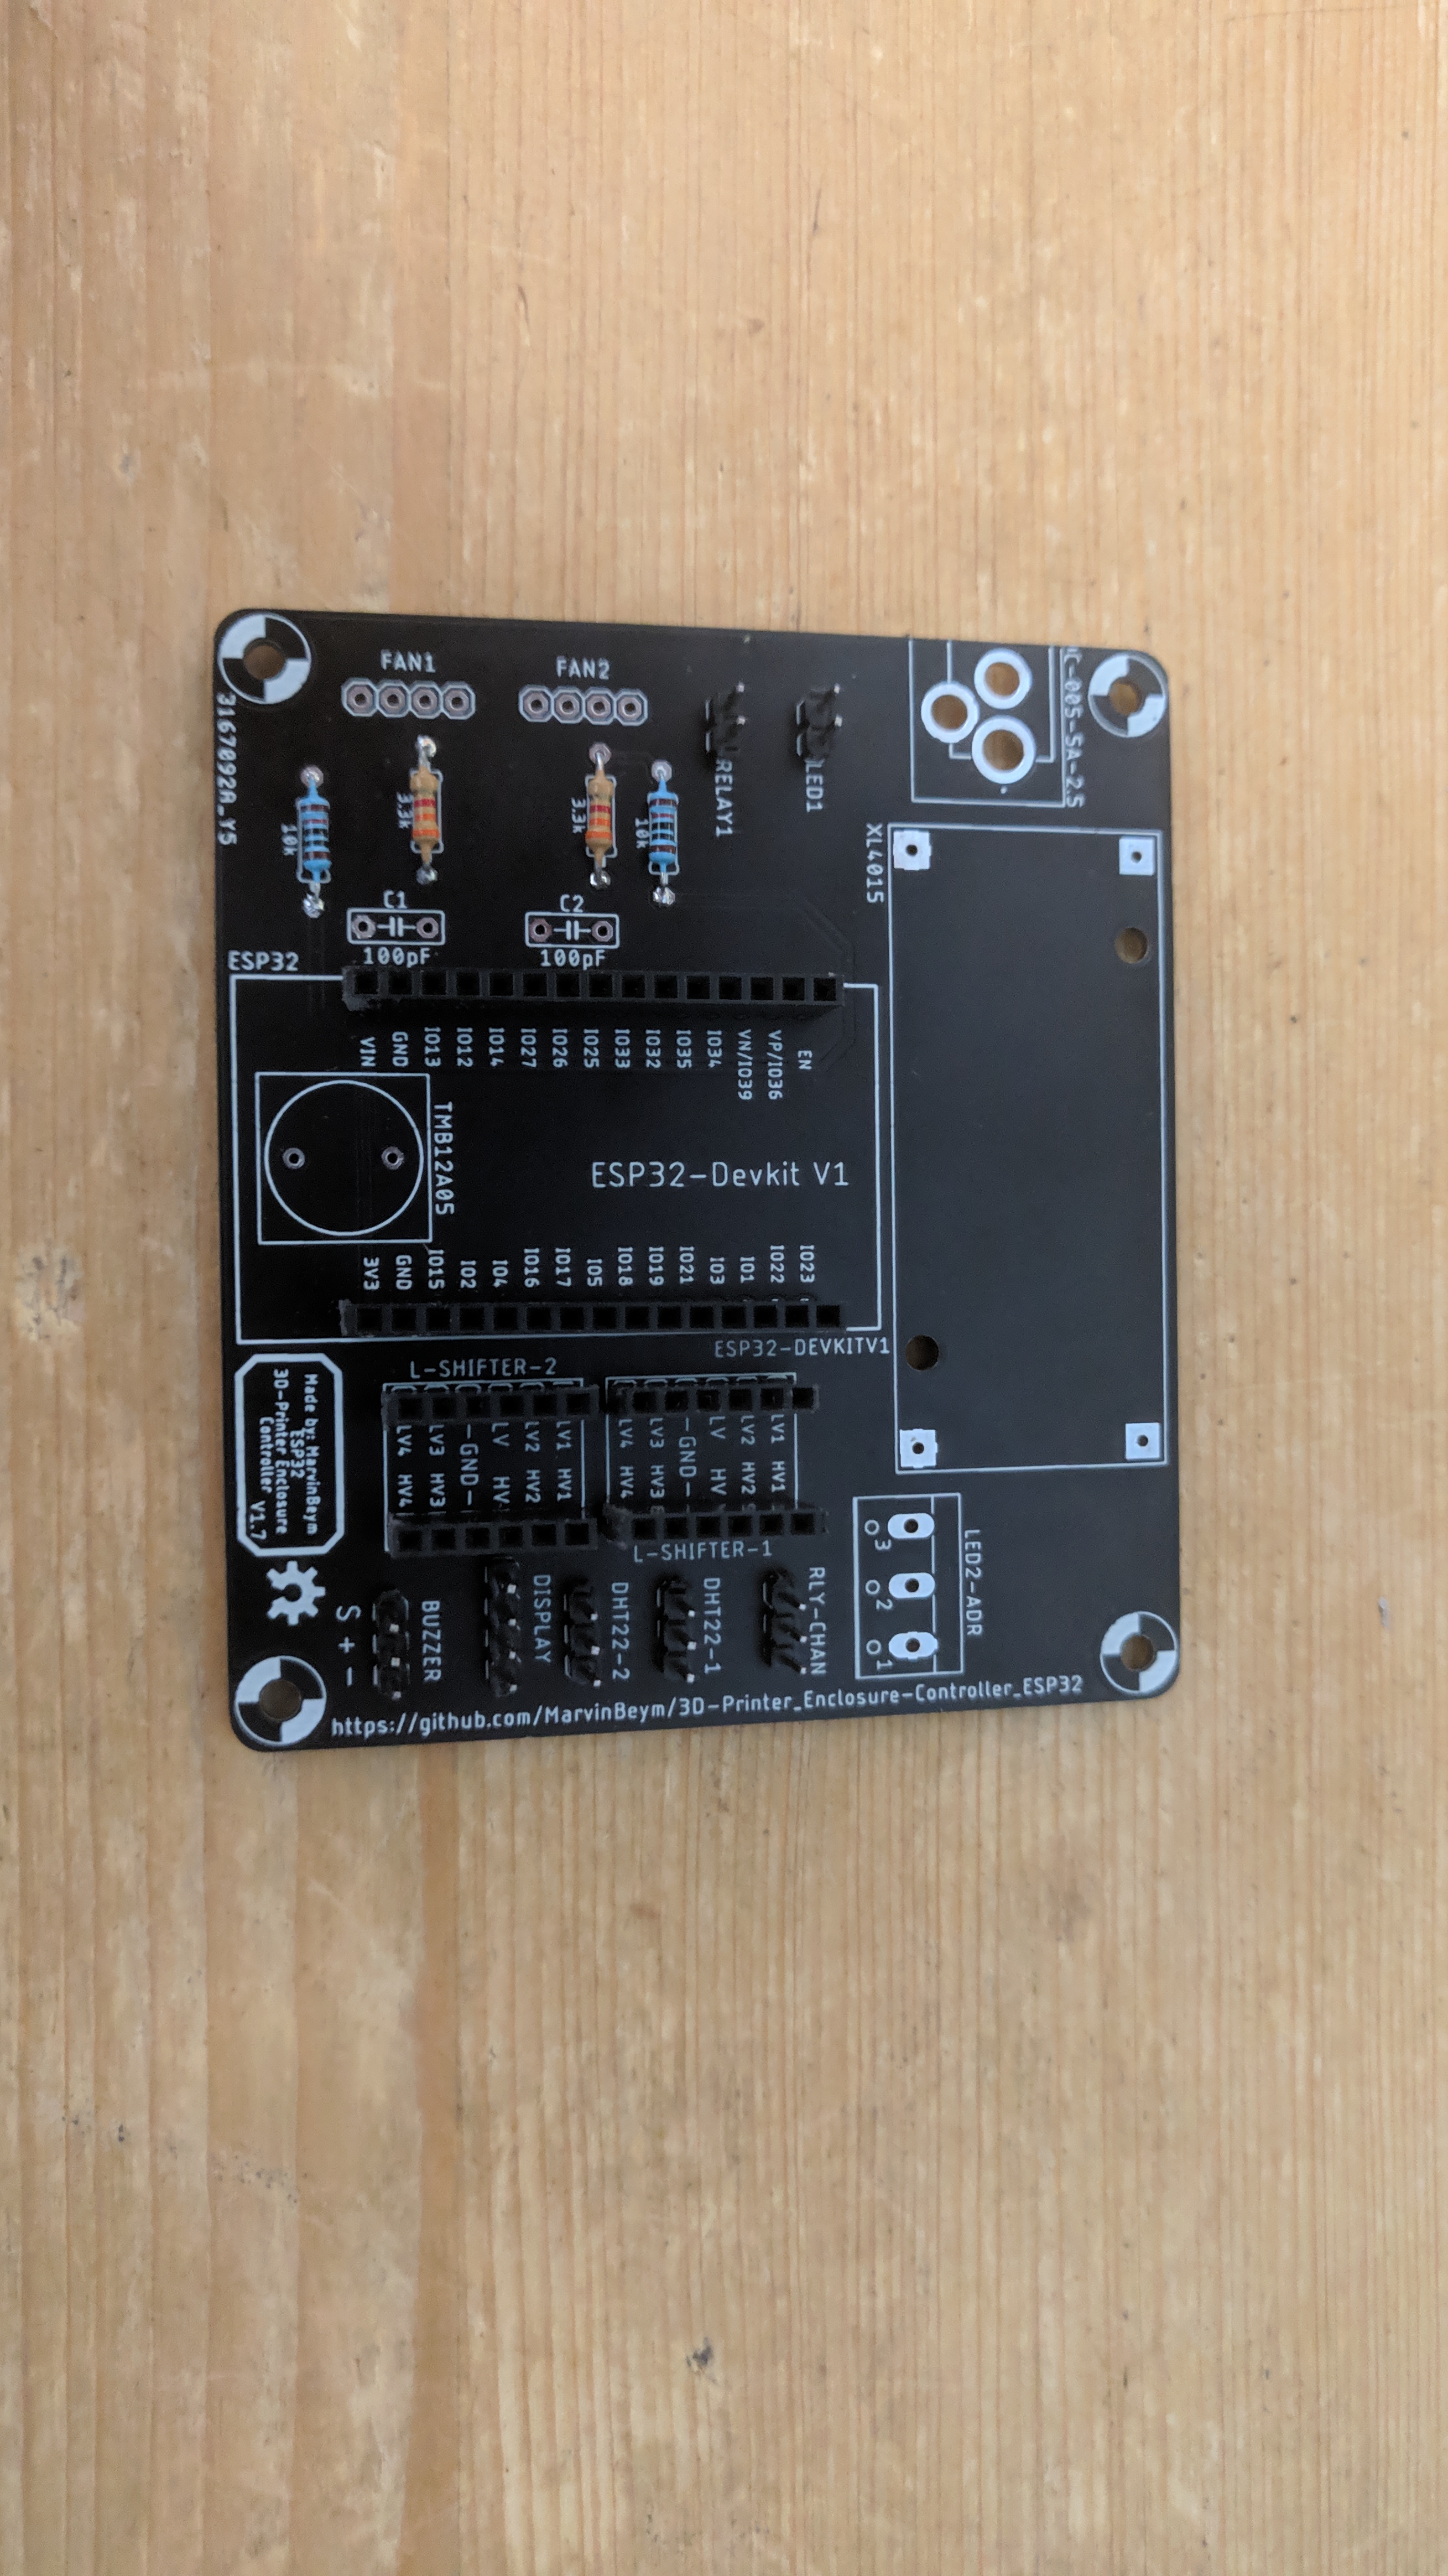 FAN1
FAN2
RELAY1
LED1
C-005-5A-2.5
3167092A.Y5
10k
3.3k
3.3k
10k
XL4015
C1
100pF
C2
100pF
ESP32
VIN
GND
IO13
IO12
IO14
IO27
IO26
IO25
IO33
IO32
IO35
IO34
VN/IO39
VP/IO36
EN
TMB12A05
ESP32-Devkit V1
3V3
GND
IO15
IO2
IO4
IO16
IO17
IO5
IO18
IO19
IO21
IO3
IO1
IO22
IO23
ESP32-DEVKITV1
L-SHIFTER-2
LV4 HV4
LV3 HV3
-GND-
LV HV
LV2 HV2
LV1 HV1
LV4 HV4
LV3 HV3
-GND-
LV HV
LV2 HV2
LV1 HV1
L-SHIFTER-1
Made by: MarvinBeym
ESP32
3D-Printer Enclosure
Controller V1.7
S + -
BUZZER
DISPLAY
DHT22-2
DHT22-1
RLY-CHAN
3
2
1
LED2-ADR
https://github.com/MarvinBeym/3D-Printer_Enclosure-Controller_ESP32